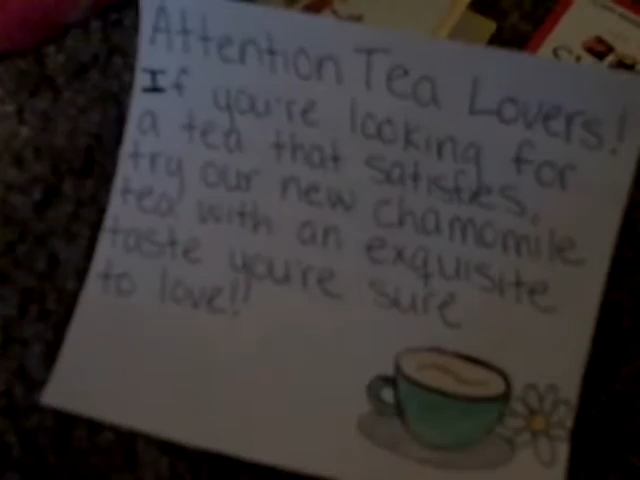 Attention Tea Lovers!
If you're looking for
a tea that satisfies,
try our new chamomile
tea with an exquisite
taste you're sure
to love!!